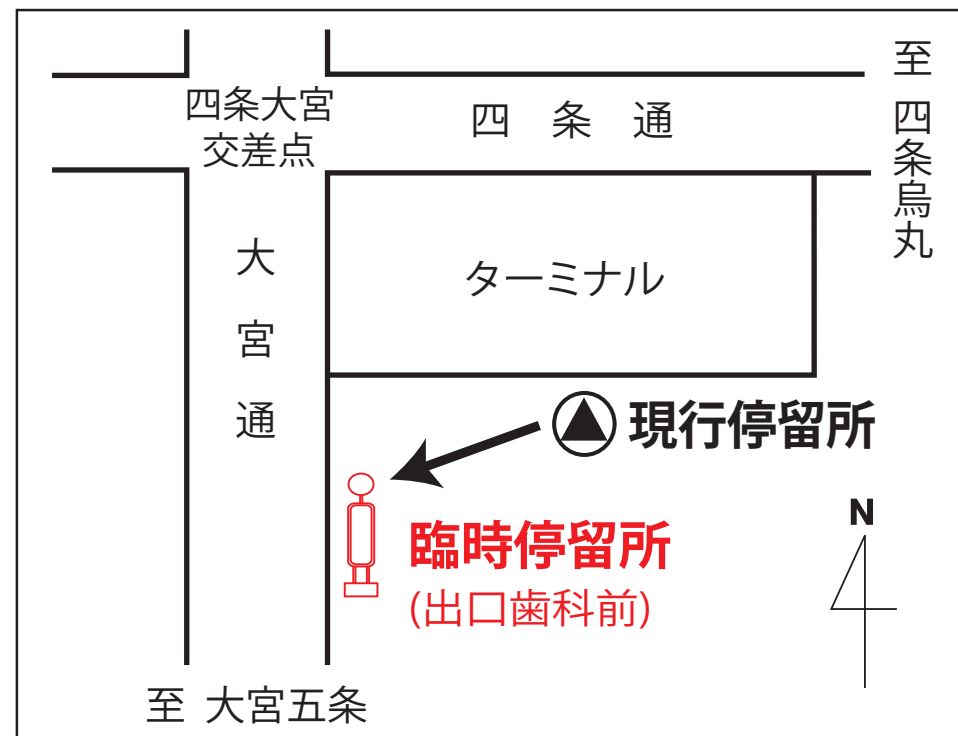 四条大宮
交差点
四条通
至 四条烏丸
大宮通
ターミナル
現行停留所
臨時停留所
(出口歯科前)
N
至 大宮五条